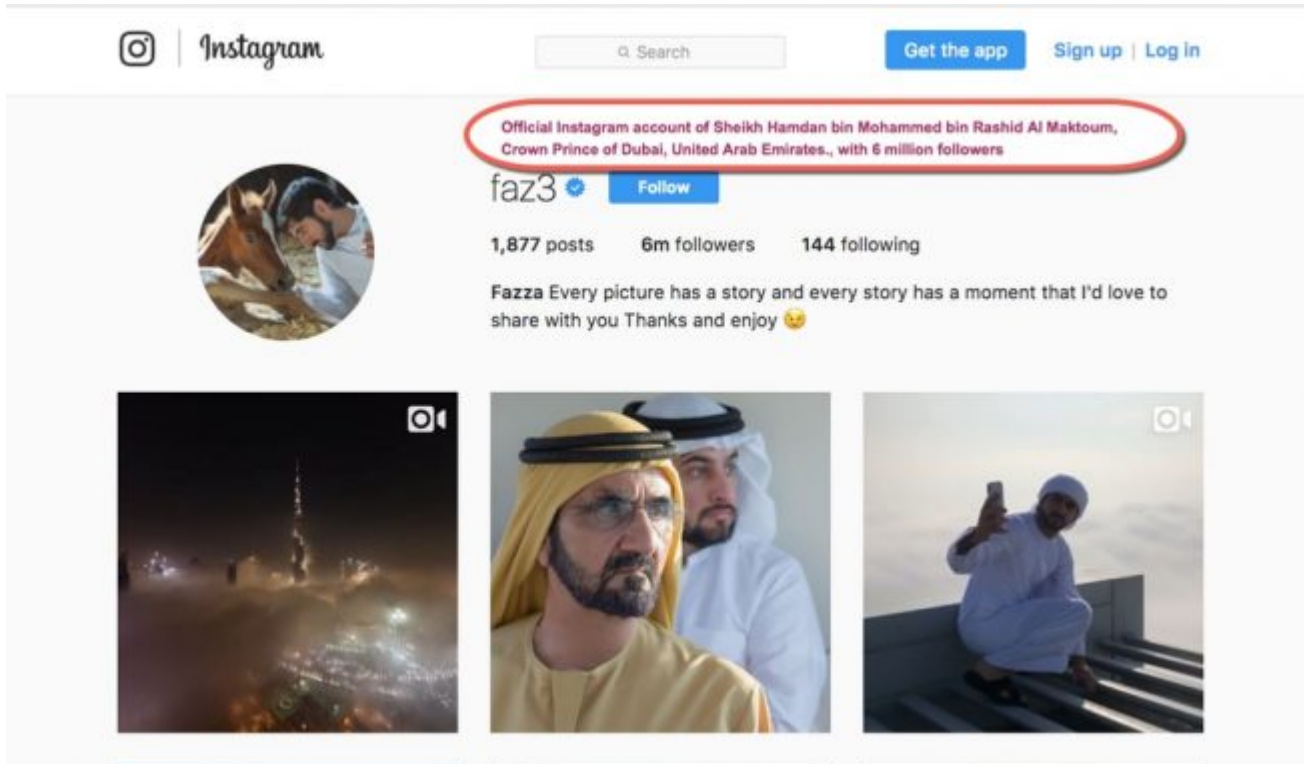 Instagram
Search
Get the app
Sign up | Log in
Official Instagram account of Sheikh Hamdan bin Mohammed bin Rashid Al Maktoum,
Crown Prince of Dubai, United Arab Emirates., with 6 million followers
faz3
Follow
1,877 posts 6m followers 144 following
Fazza Every picture has a story and every story has a moment that I'd love to
share with you Thanks and enjoy 😉